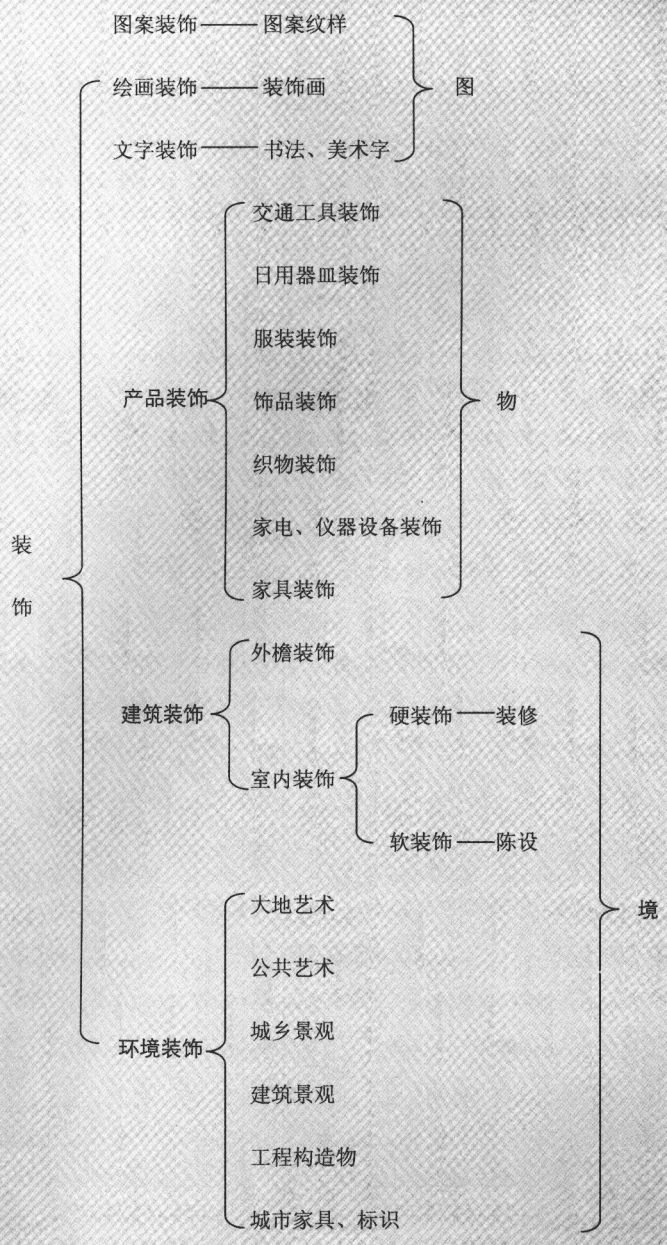 图案装饰——图案纹样
绘画装饰——装饰画
图
文字装饰——书法、美术字
交通工具装饰
日用器皿装饰
服装装饰
产品装饰
饰品装饰
物
织物装饰
家电、仪器设备装饰
装
饰
家具装饰
外檐装饰
建筑装饰
硬装饰——装修
室内装饰
软装饰——陈设
大地艺术
境
公共艺术
城乡景观
环境装饰
建筑景观
工程构造物
城市家具、标识